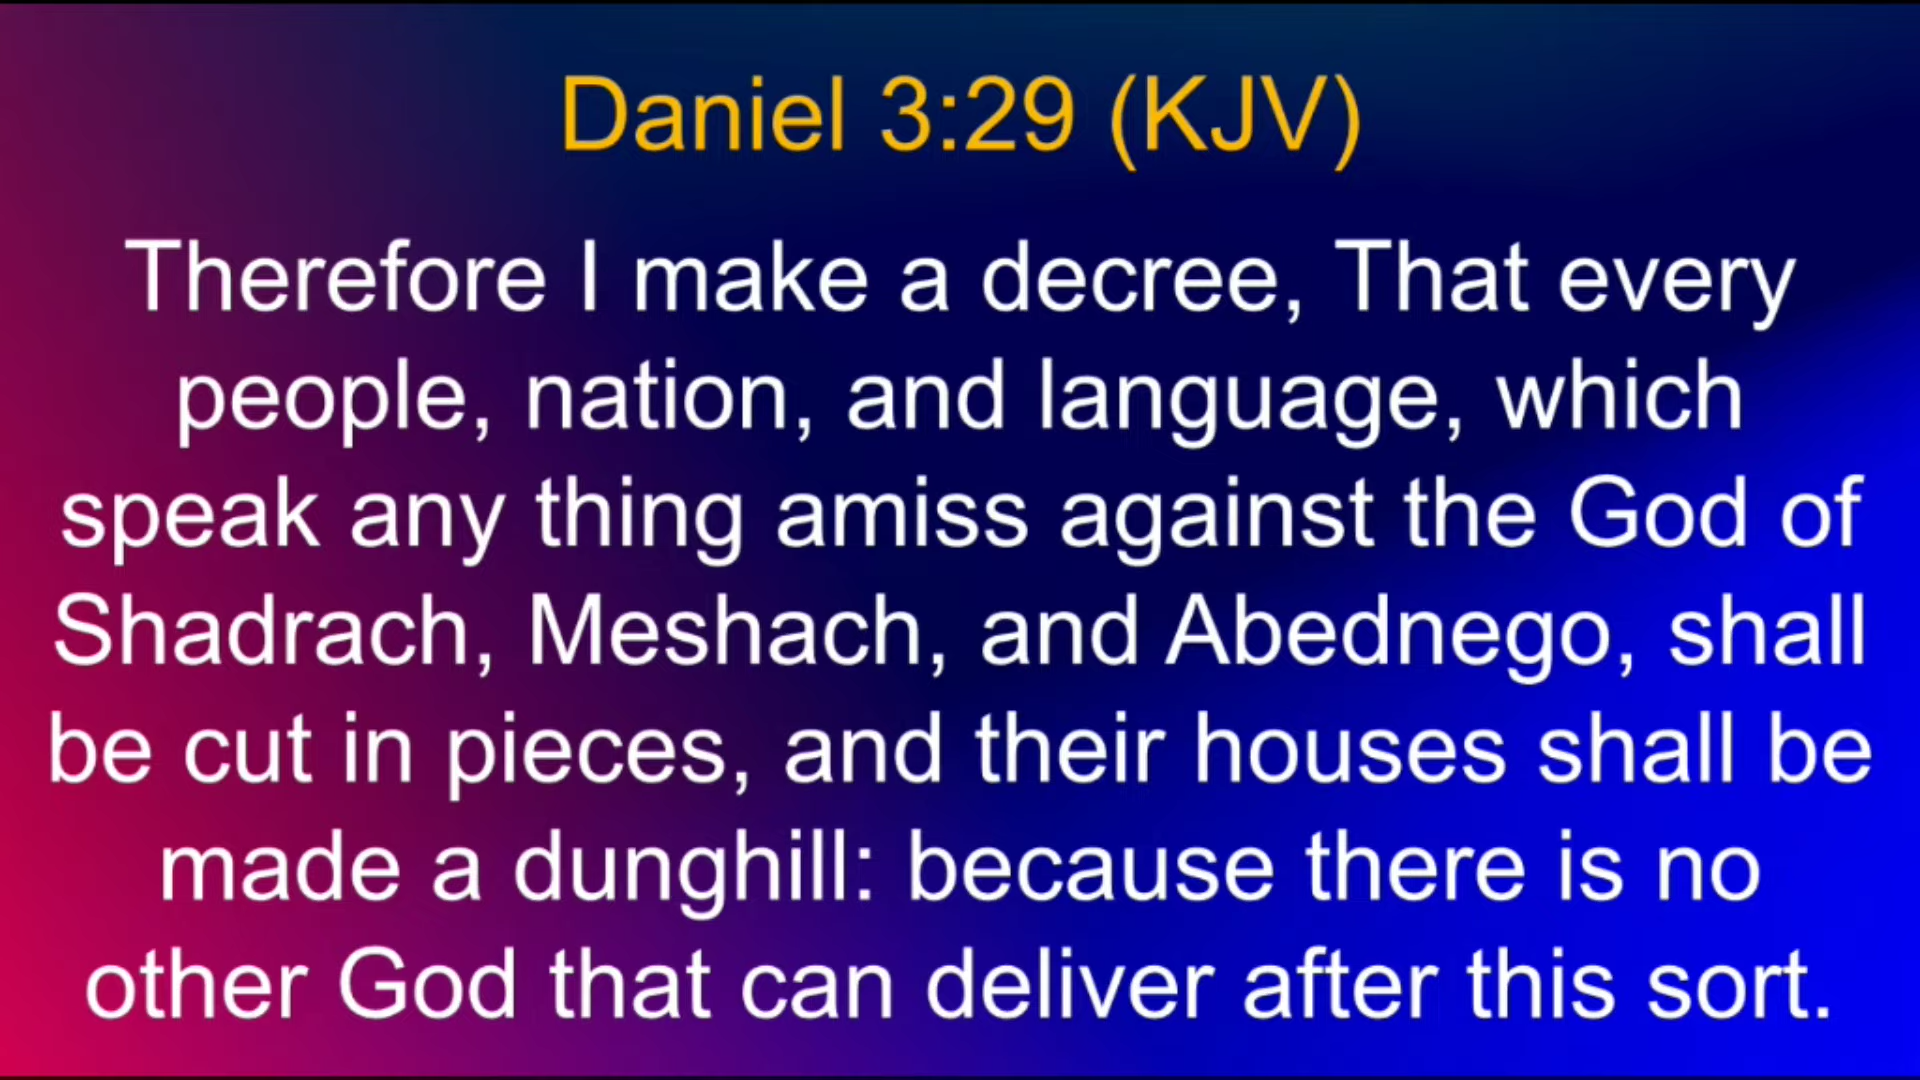 Daniel 3:29 (KJV)
Therefore I make a decree, That every
people, nation, and language, which
speak any thing amiss against the God of
Shadrach, Meshach, and Abednego, shall
be cut in pieces, and their houses shall be
made a dunghill: because there is no
other God that can deliver after this sort.